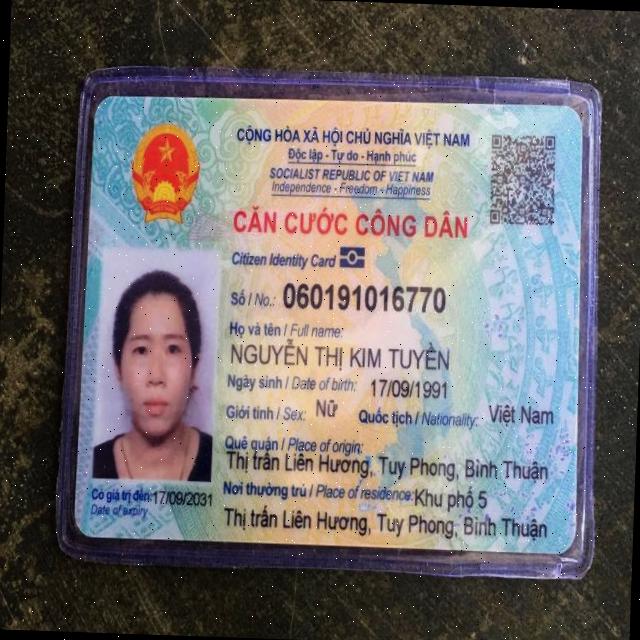 CỘNG HÒA XÃ HỘI CHỦ NGHĨA VIỆT NAM
Độc lập - Tự do - Hạnh phúc
SOCIALIST REPUBLIC OF VIET NAM
Independence - Freedom - Happiness
CĂN CƯỚC CÔNG DÂN
Citizen Identity Card
Số / No.: 060191016770
Họ và tên / Full name:
NGUYỄN THỊ KIM TUYỀN
Ngày sinh / Date of birth: 17/09/1991
Giới tính / Sex: Nữ Quốc tịch / Nationality: Việt Nam
Quê quán / Place of origin:
Thị trấn Liên Hương, Tuy Phong, Bình Thuận
Nơi thường trú / Place of residence: Khu phố 5
Thị trấn Liên Hương, Tuy Phong, Bình Thuận
Có giá trị đến: 17/09/2031
Date of expiry